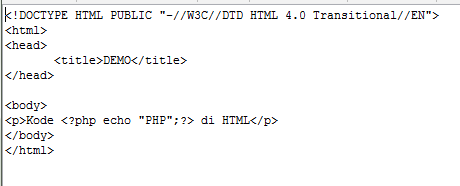 <!DOCTYPE HTML PUBLIC "-//W3C//DTD HTML 4.0 Transitional//EN">
<html>
<head>
<title>DEMO</title>
</head>
<body>
<p>Kode <?php echo "PHP";?> di HTML</p>
</body>
</html>